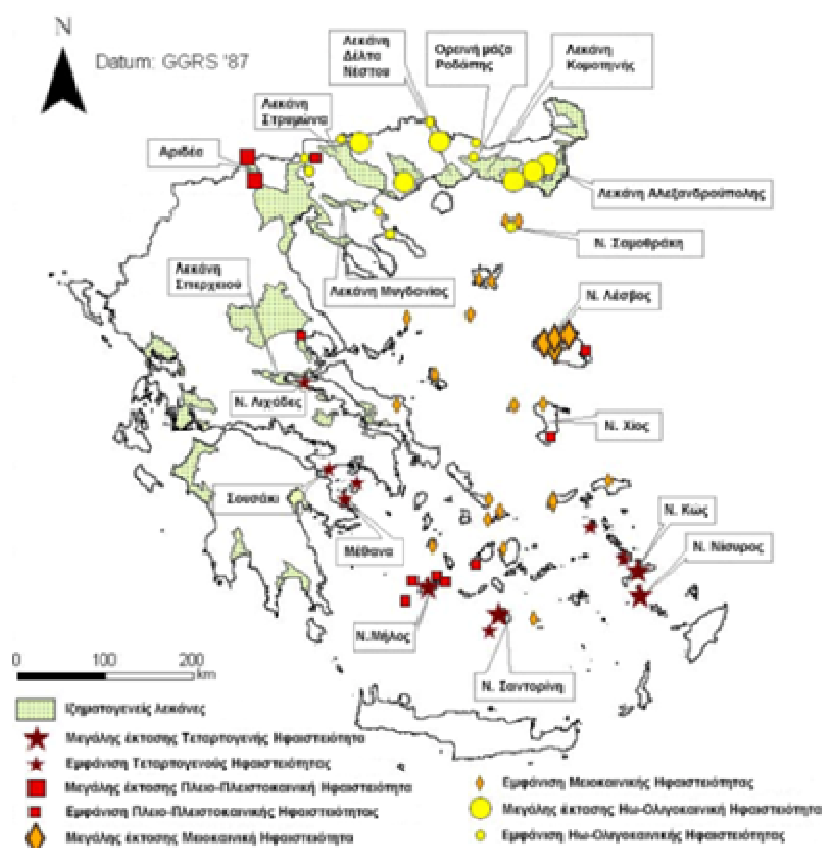 N
Datum: GGRS '87
Λεκάνη
Δέλτα
Νέστου
Ορεινή μάζα
Ροδόπης
Λεκάνη
Κομοτηνής
Λεκάνη
Στρυμώνα
Αριδέα
Λεκάνη Αλεξανδρούπολης
Ν. Σαμοθράκη
Λεκάνη
Σπερχειού
Λεκάνη Μυγδονίας
Ν. Λέσβος
Ν. Λιχάδες
Ν. Χίος
Σουσάκι
Μέθανα
Ν. Κως
Ν. Νίσυρος
Ν. Μήλος
Ν. Σαντορίνη
0 100 200
km
Ιζηματογενείς λεκάνες
Μεγάλης έκτασης Τεταρτογενής Ηφαιστειότητα
Εμφάνιση Τεταρτογενούς Ηφαιστειότητας
Μεγάλης έκτασης Πλειο-Πλειστοκαινική Ηφαιστειότητα
Εμφάνιση Πλειο-Πλειστοκαινικής Ηφαιστειότητας
Μεγάλης έκτασης Μειοκαινική Ηφαιστειότητα
Εμφάνιση Μειοκαινικής Ηφαιστειότητας
Μεγάλης έκτασης Ηω-Ολιγοκαινική Ηφαιστειότητα
Εμφάνιση Ηω-Ολιγοκαινικής Ηφαιστειότητας